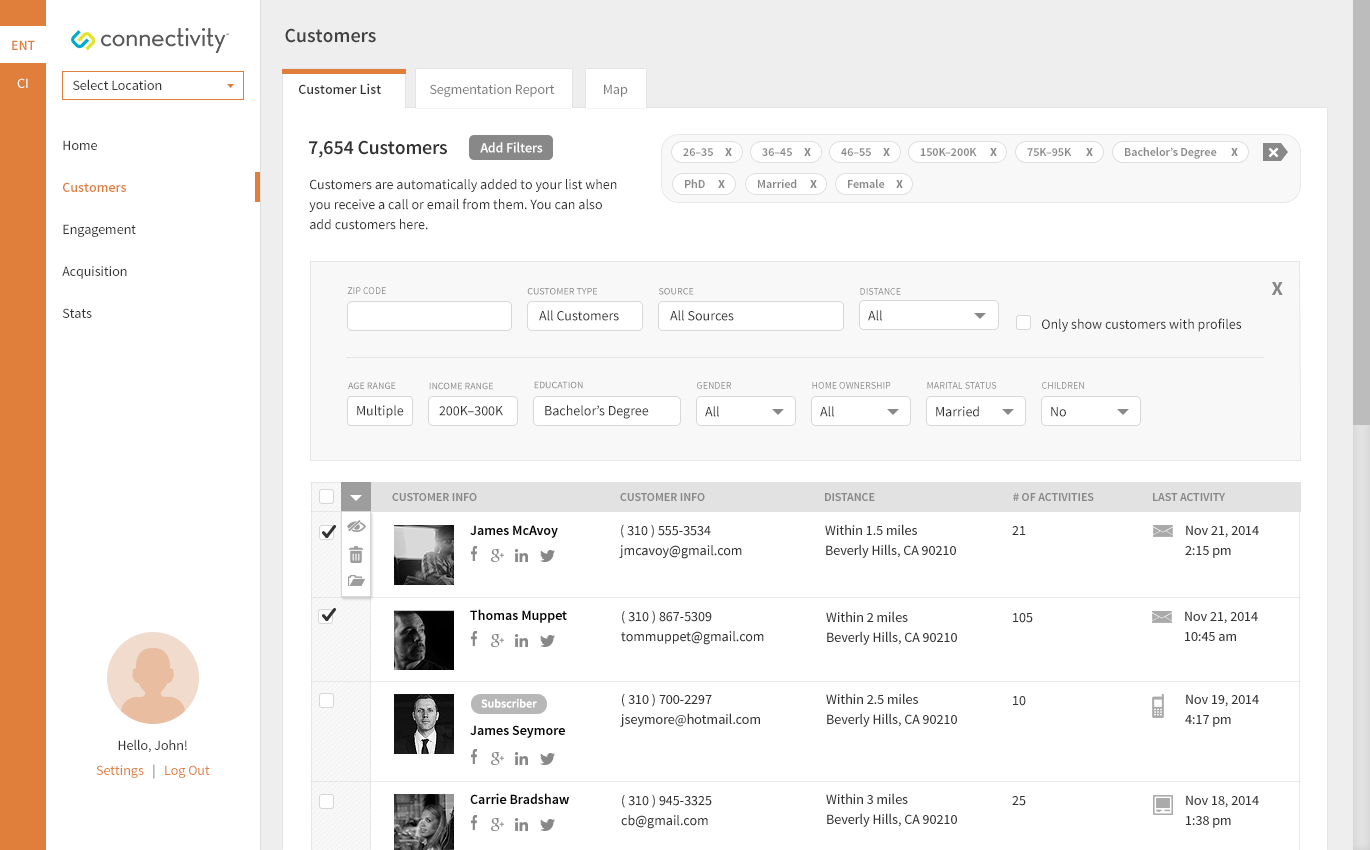 ENT
CI
connectivity
Select Location
Home
Customers
Engagement
Acquisition
Stats
Hello, John!
Settings | Log Out
Customers
Customer List
Segmentation Report
Map
7,654 Customers
Add Filters
Customers are automatically added to your list when
you receive a call or email from them. You can also
add customers here.
26–35 X
36–45 X
46–55 X
150K–200K X
75K–95K X
Bachelor's Degree X
PhD X
Married X
Female X
X
ZIP CODE
CUSTOMER TYPE
All Customers
SOURCE
All Sources
DISTANCE
All
Only show customers with profiles
AGE RANGE
Multiple
INCOME RANGE
200K–300K
EDUCATION
Bachelor's Degree
GENDER
All
HOME OWNERSHIP
All
MARITAL STATUS
Married
CHILDREN
No
CUSTOMER INFO
CUSTOMER INFO
DISTANCE
# OF ACTIVITIES
LAST ACTIVITY
James McAvoy
( 310 ) 555-3534
jmcavoy@gmail.com
Within 1.5 miles
Beverly Hills, CA 90210
21
Nov 21, 2014
2:15 pm
Thomas Muppet
( 310 ) 867-5309
tommuppet@gmail.com
Within 2 miles
Beverly Hills, CA 90210
105
Nov 21, 2014
10:45 am
Subscriber
James Seymore
( 310 ) 700-2297
jseymore@hotmail.com
Within 2.5 miles
Beverly Hills, CA 90210
10
Nov 19, 2014
4:17 pm
Carrie Bradshaw
( 310 ) 945-3325
cb@gmail.com
Within 3 miles
Beverly Hills, CA 90210
25
Nov 18, 2014
1:38 pm